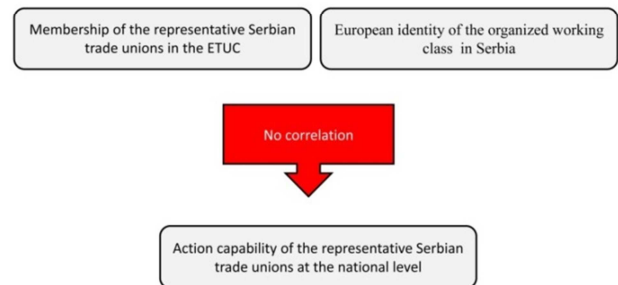 Membership of the representative Serbian
trade unions in the ETUC
European identity of the organized working
class in Serbia
No correlation
Action capability of the representative Serbian
trade unions at the national level